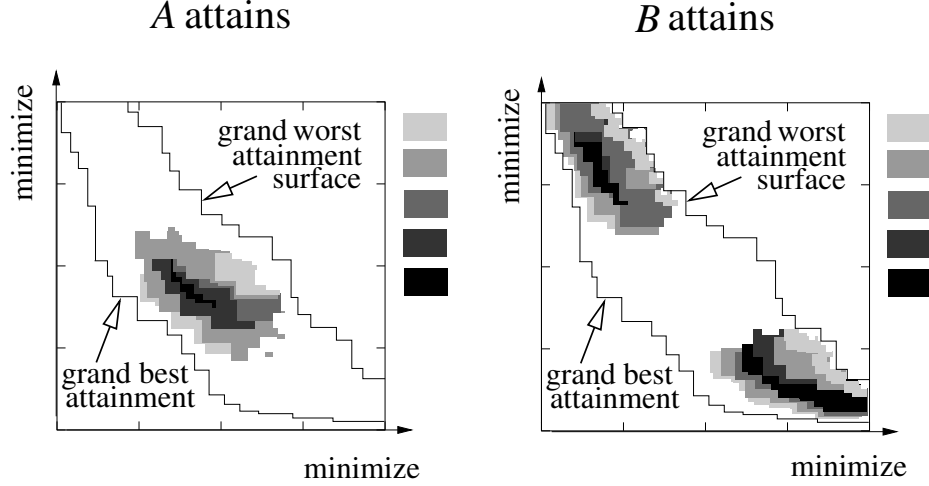 A attains
minimize
grand worst
attainment
surface
grand best
attainment
minimize
B attains
minimize
grand worst
attainment
surface
grand best
attainment
minimize